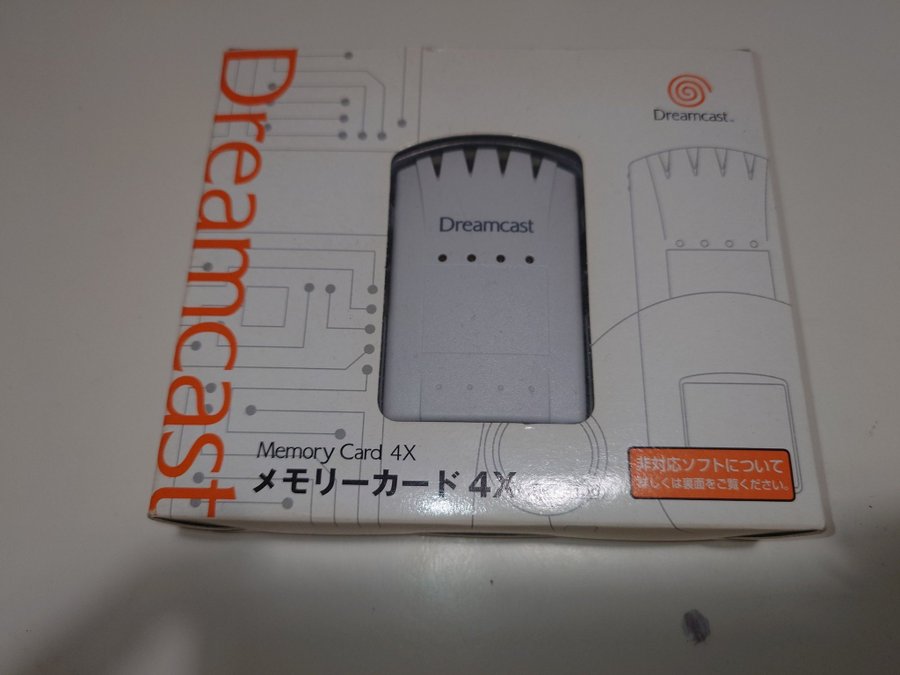 Dreamcast
Dreamcast™
Dreamcast
Memory Card 4X
メモリーカード 4X
非対応ソフトについて
詳しくは裏面をご覧ください。